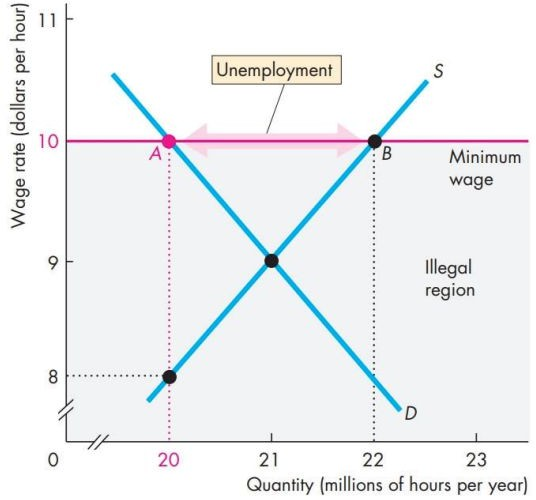 Wage rate (dollars per hour)
11
10
9
8
0
20
21
22
23
Quantity (millions of hours per year)
Unemployment
S
A
B
Minimum
wage
Illegal
region
D